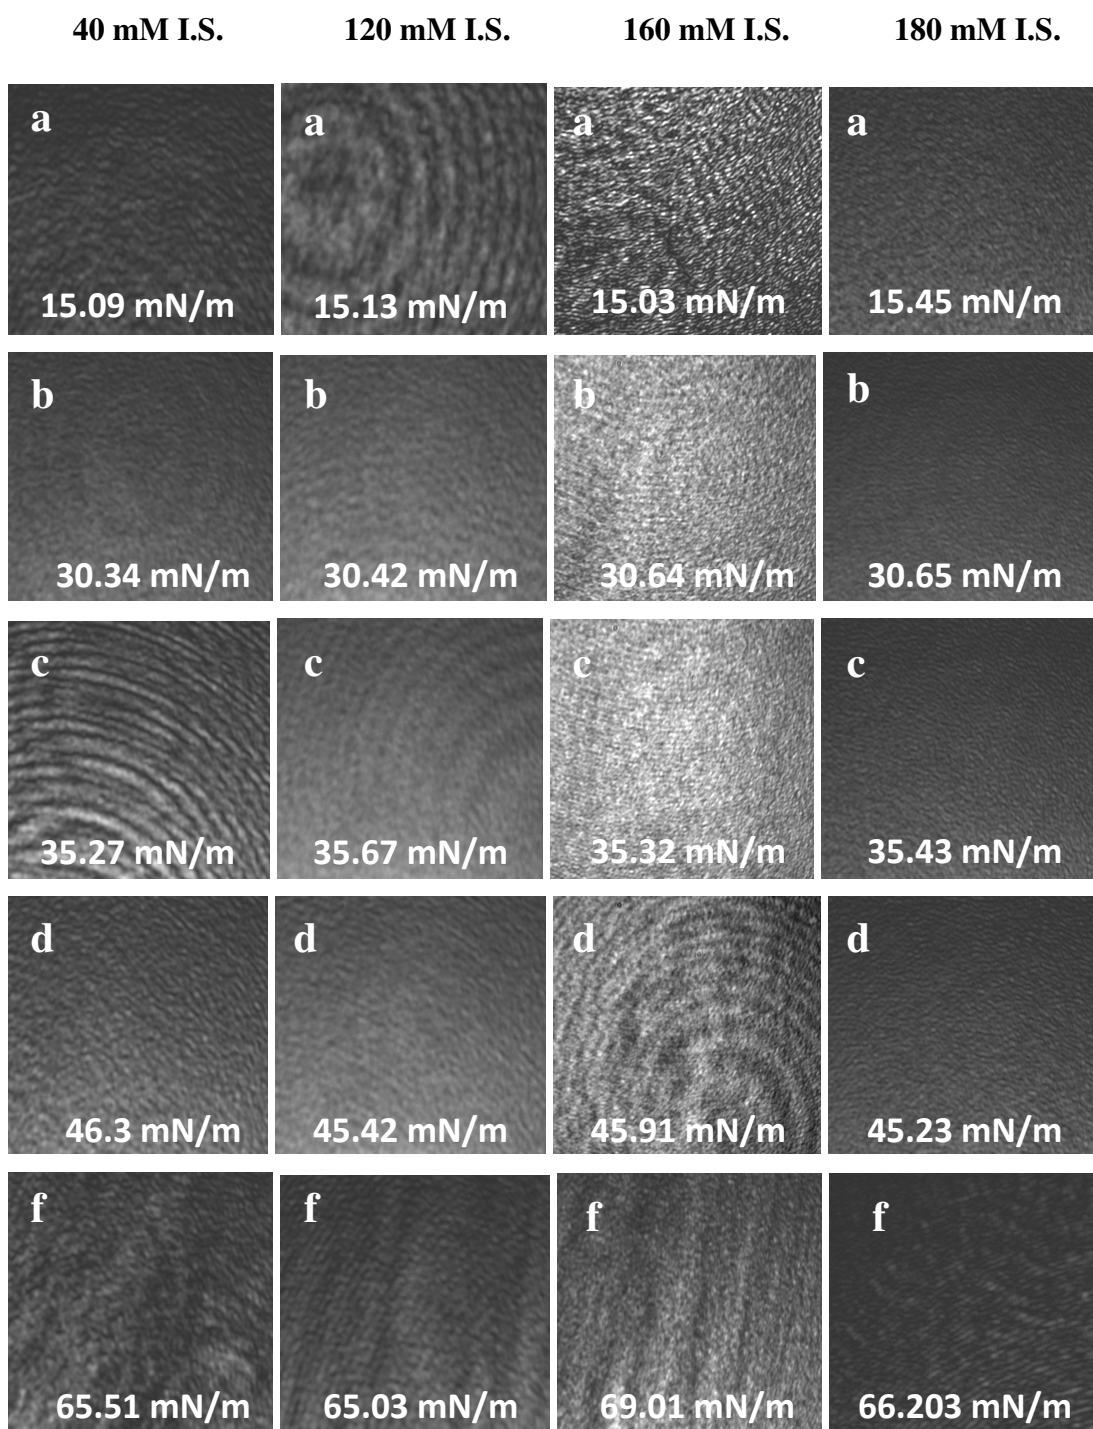 40 mM I.S. 120 mM I.S. 160 mM I.S. 180 mM I.S.
a a a a
15.09 mN/m 15.13 mN/m 15.03 mN/m 15.45 mN/m
b b b b
30.34 mN/m 30.42 mN/m 30.64 mN/m 30.65 mN/m
c c c c
35.27 mN/m 35.67 mN/m 35.32 mN/m 35.43 mN/m
d d d d
46.3 mN/m 45.42 mN/m 45.91 mN/m 45.23 mN/m
f f f f
65.51 mN/m 65.03 mN/m 69.01 mN/m 66.203 mN/m